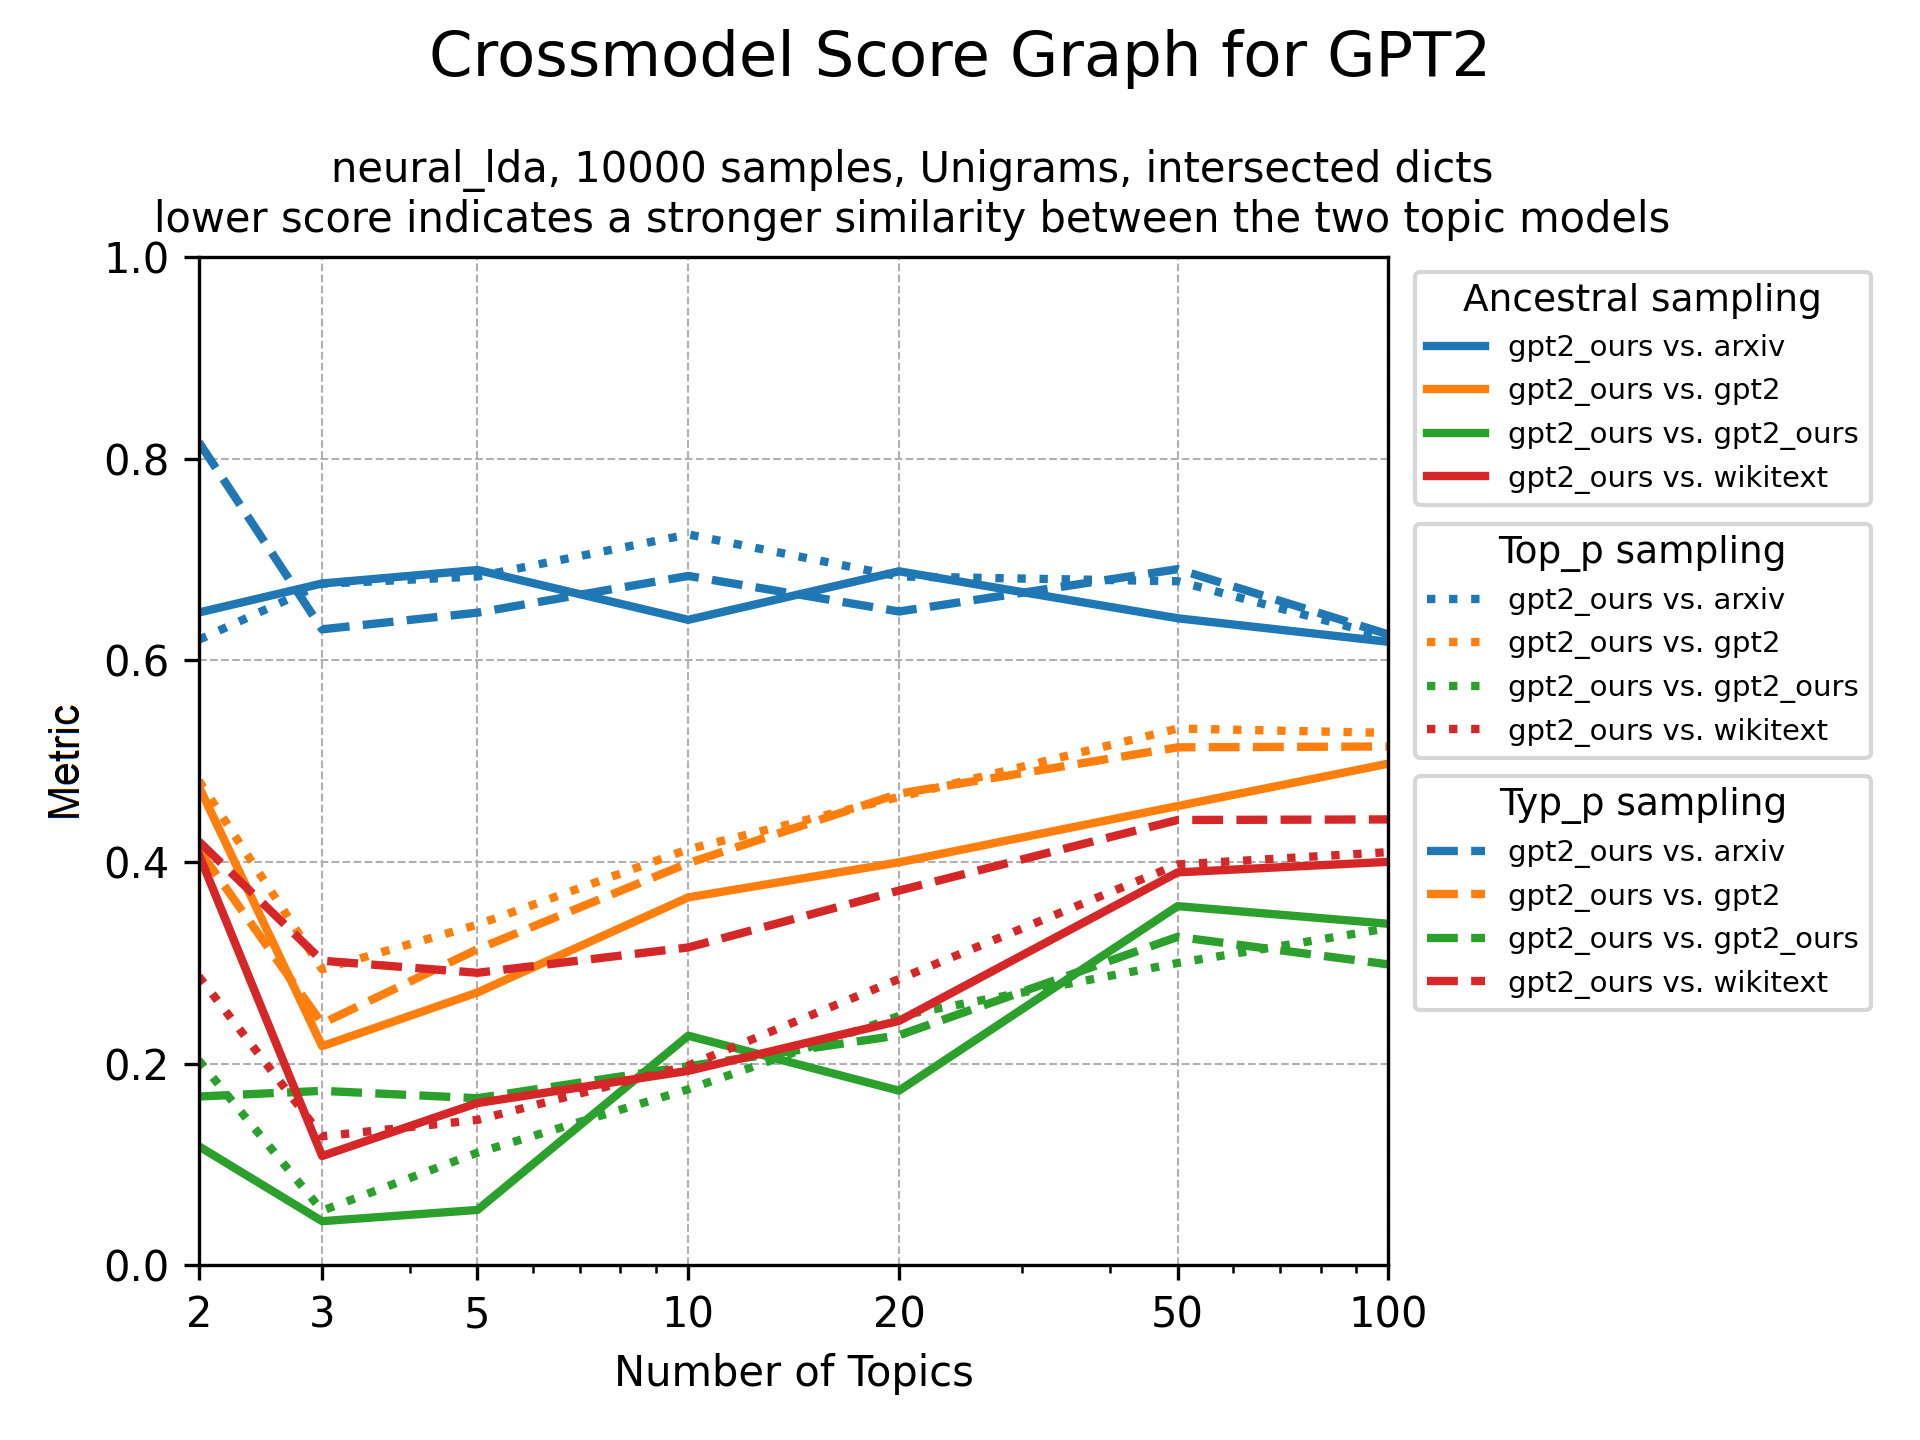 Crossmodel Score Graph for GPT2
neural_lda, 10000 samples, Unigrams, intersected dicts
lower score indicates a stronger similarity between the two topic models
1.0
0.8
0.6
0.4
0.2
0.0
Metric
2 3 5 10 20 50 100
Number of Topics
Ancestral sampling
gpt2_ours vs. arxiv
gpt2_ours vs. gpt2
gpt2_ours vs. gpt2_ours
gpt2_ours vs. wikitext
Top_p sampling
gpt2_ours vs. arxiv
gpt2_ours vs. gpt2
gpt2_ours vs. gpt2_ours
gpt2_ours vs. wikitext
Typ_p sampling
gpt2_ours vs. arxiv
gpt2_ours vs. gpt2
gpt2_ours vs. gpt2_ours
gpt2_ours vs. wikitext